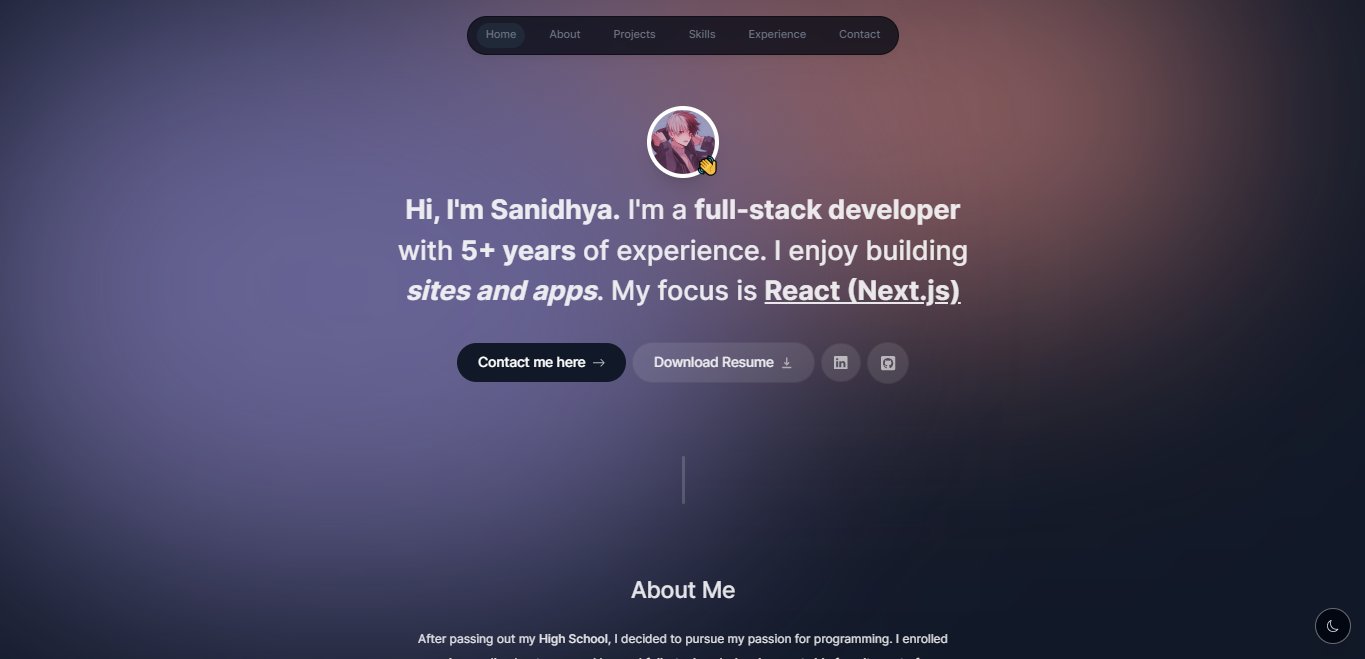 Home About Projects Skills Experience Contact
Hi, I'm Sanidhya. I'm a full-stack developer
with 5+ years of experience. I enjoy building
sites and apps. My focus is React (Next.js)
Contact me here → Download Resume
About Me
After passing out my High School, I decided to pursue my passion for programming. I enrolled